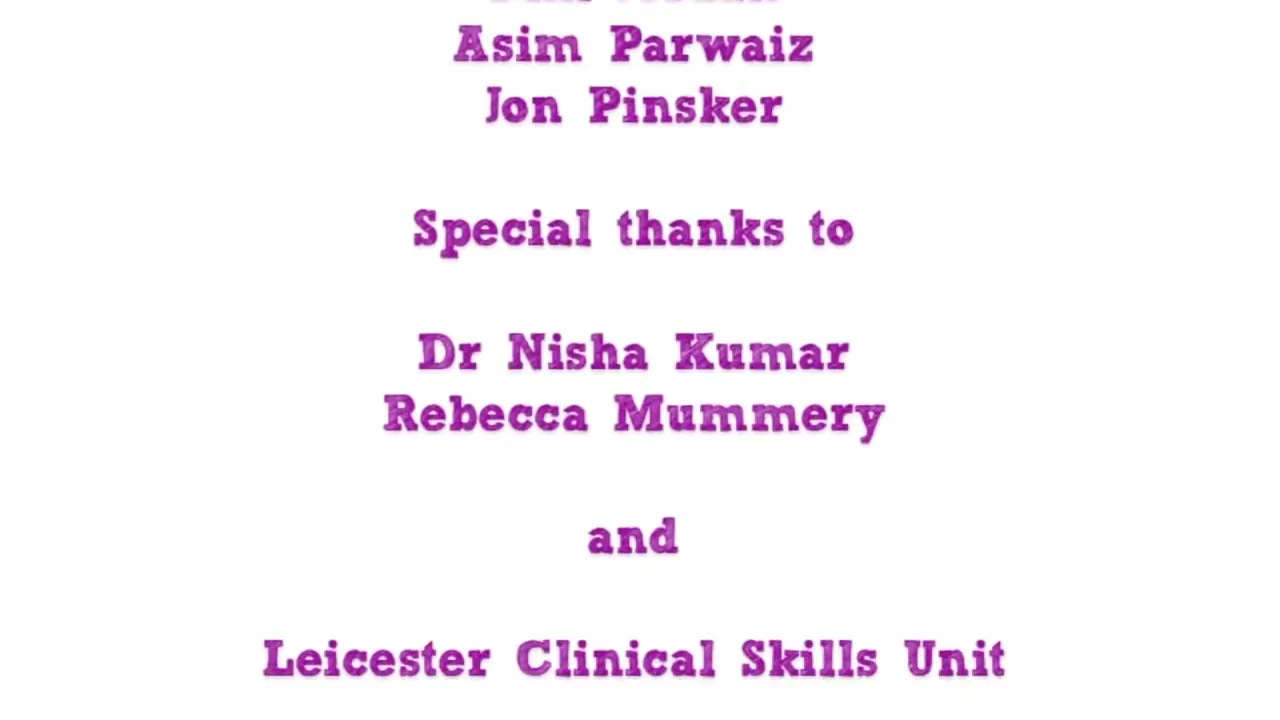 Asim Parwaiz
Jon Pinsker
Special thanks to
Dr Nisha Kumar
Rebecca Mummery
and
Leicester Clinical Skills Unit